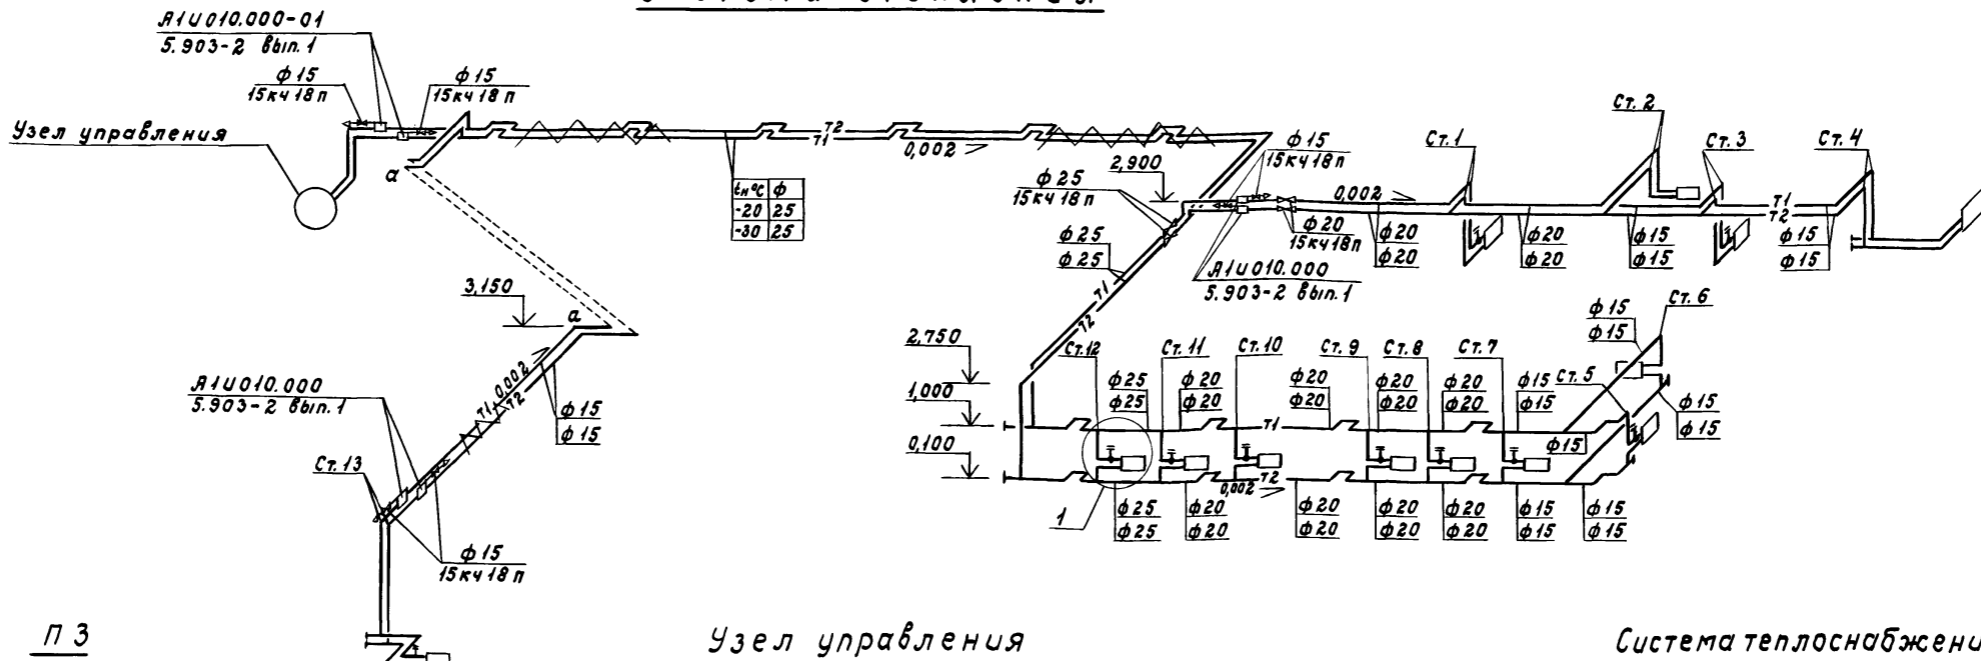 А1И010.000-01
5.903-2 вып.1
ф15
15кч18п
ф15
15кч18п
Узел управления
а
Т2
Т1
0,002
tн°C ф
-20 25
-30 25
2,900
ф15
15кч18п
ф25
15кч18п
0,002
Ст.1
Ст.2
Ст.3
Ст.4
Т1
Т2
ф20
15кч18п
ф20
ф20
ф20
ф20
ф15
ф15
ф15
ф15
ф25
ф25
Т1
Т2
А1И010.000
5.903-2 вып.1
3,150
а
0,002
Т1
Т2
ф15
ф15
А1И010.000
5.903-2 вып.1
Ст.13
ф15
15кч18п
2,750
1,000
0,100
Ст.12
Ст.11
Ст.10
Ст.9
Ст.8
Ст.7
Ст.5
Ст.6
ф15
ф15
ф25
ф25
ф20
ф20
ф20
ф20
ф20
ф20
ф20
ф20
ф15
ф15
ф15
ф15
ф15
Т1
Т2
0,002
1
ф25
ф25
ф20
ф20
ф20
ф20
ф20
ф20
ф20
ф20
ф15
ф15
ф15
ф15
П3
Узел управления
Система теплоснабжени